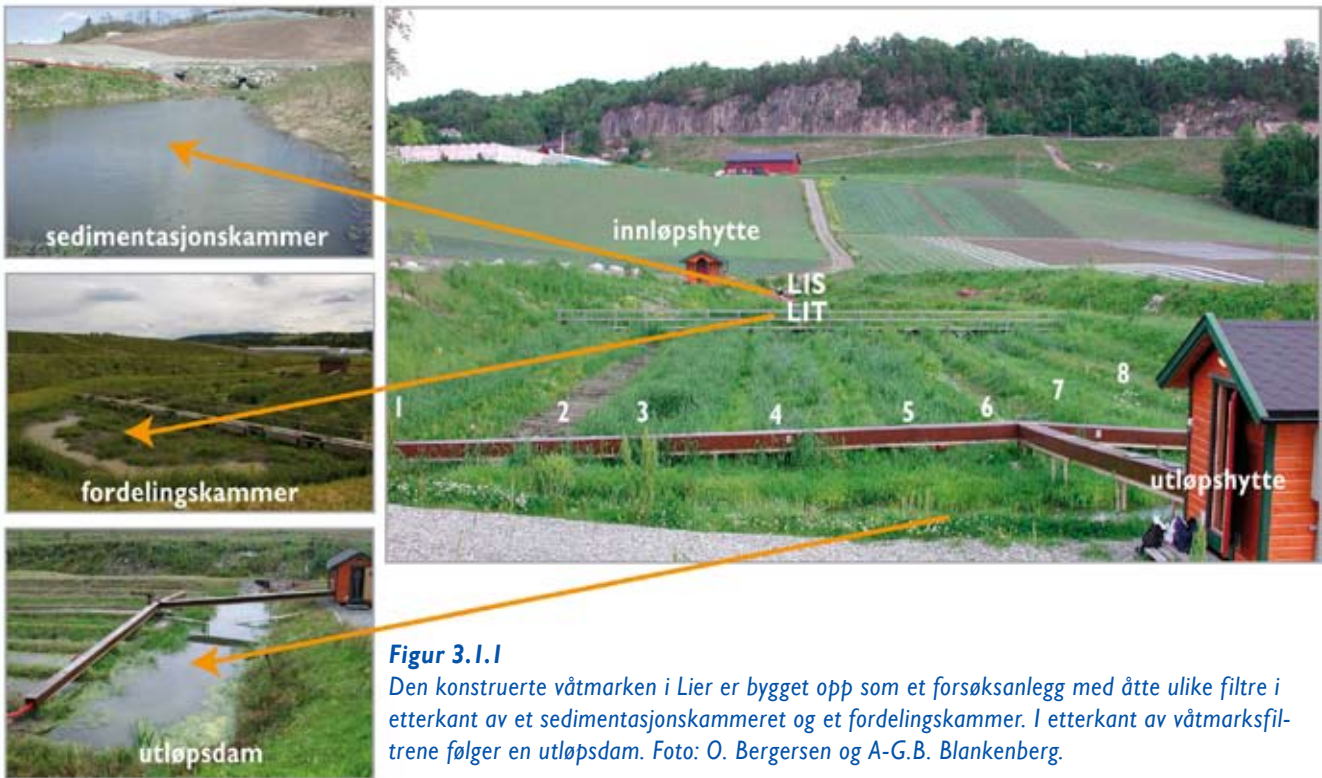 sedimentasjonskammer
fordelingskammer
utløpsdam
innløpshytte
LIS
LIT
1
2
3
4
5
6
7
8
utløpshytte
Figur 3.1.1
Den konstruerte våtmarken i Lier er bygget opp som et forsøksanlegg med åtte ulike filtre i
etterkant av et sedimentasjonskammeret og et fordelingskammer. I etterkant av våtmarksfil-
trene følger en utløpsdam. Foto: O. Bergersen og A-G.B. Blankenberg.